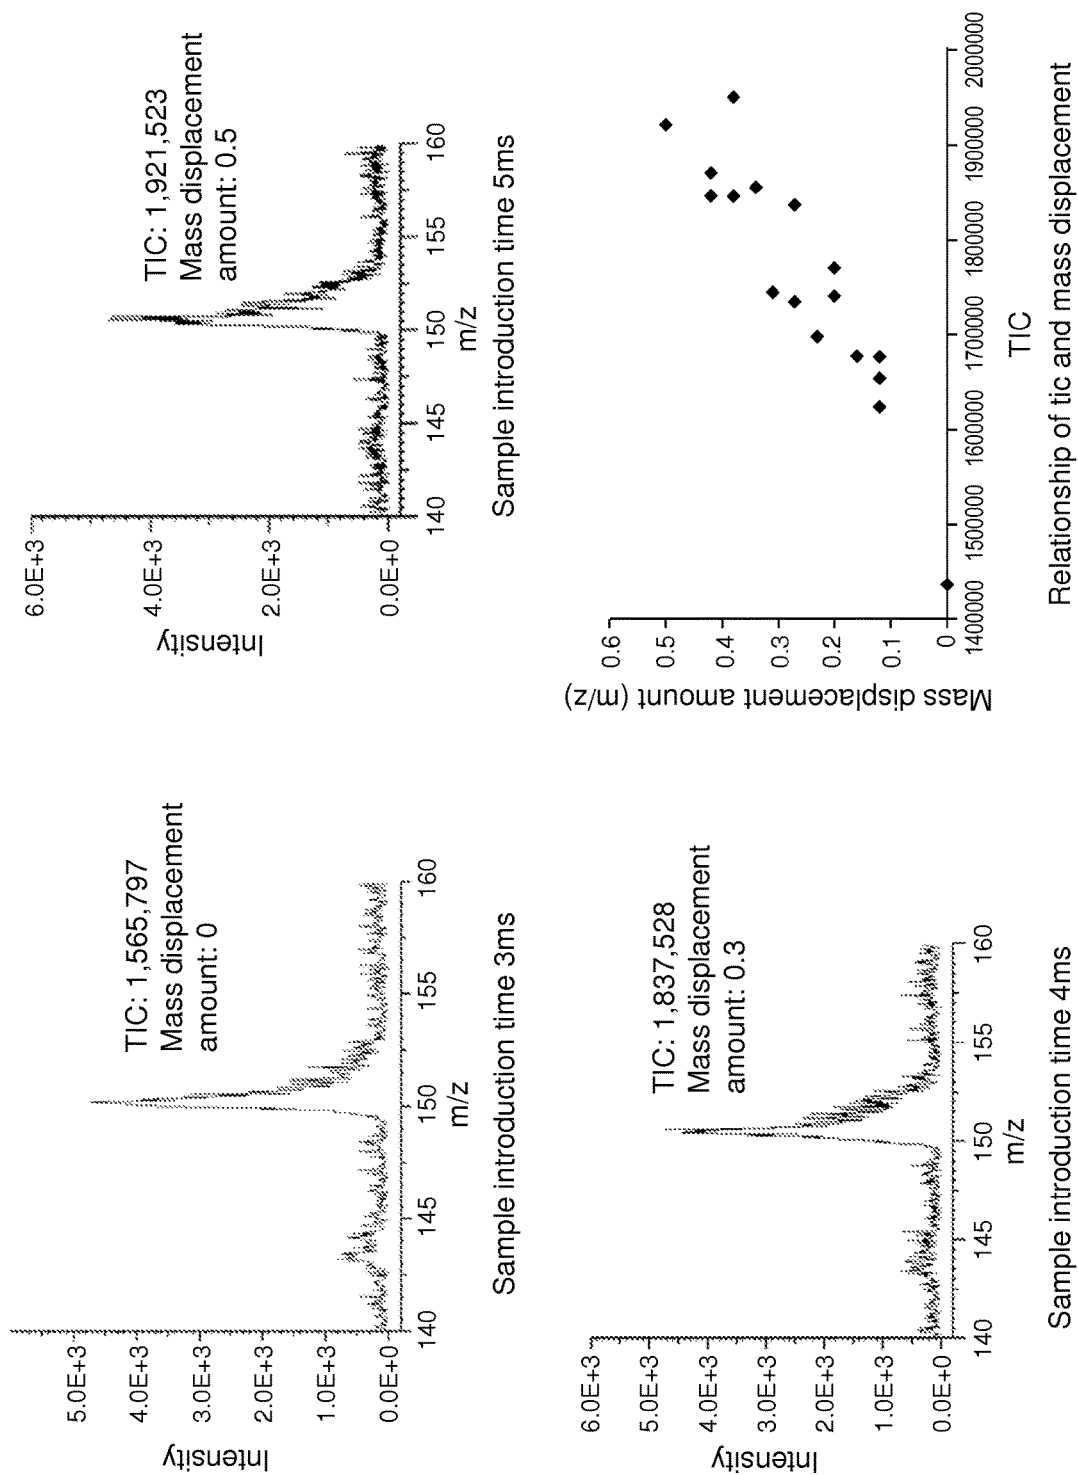 Intensity
5.0E+3
4.0E+3
3.0E+3
2.0E+3
1.0E+3
0.0E+0
TIC: 1,565,797
Mass displacement
amount: 0
140 145 150 155 160
m/z
Sample introduction time 3ms
Intensity
6.0E+3
4.0E+3
2.0E+3
0.0E+0
TIC: 1,921,523
Mass displacement
amount: 0.5
140 145 150 155 160
m/z
Sample introduction time 5ms
Intensity
6.0E+3
5.0E+3
4.0E+3
3.0E+3
2.0E+3
1.0E+3
0.0E+0
TIC: 1,837,528
Mass displacement
amount: 0.3
140 145 150 155 160
m/z
Sample introduction time 4ms
Mass displacement amount (m/z)
0.6
0.5
0.4
0.3
0.2
0.1
0
1400000 1500000 1600000 1700000 1800000 1900000 2000000
TIC
Relationship of tic and mass displacement